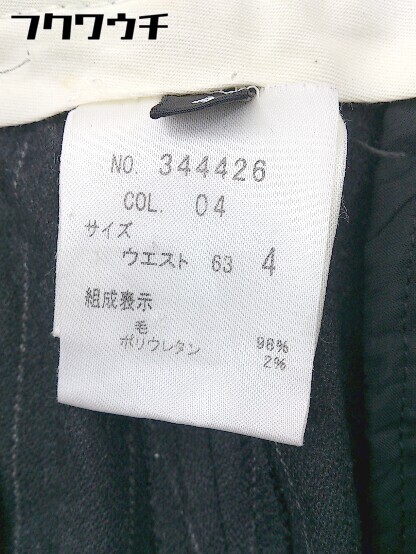 フクワウチ
NO. 344426
COL. 04
サイズ
ウエスト 63 4
組成表示
毛 98%
ポリウレタン 2%